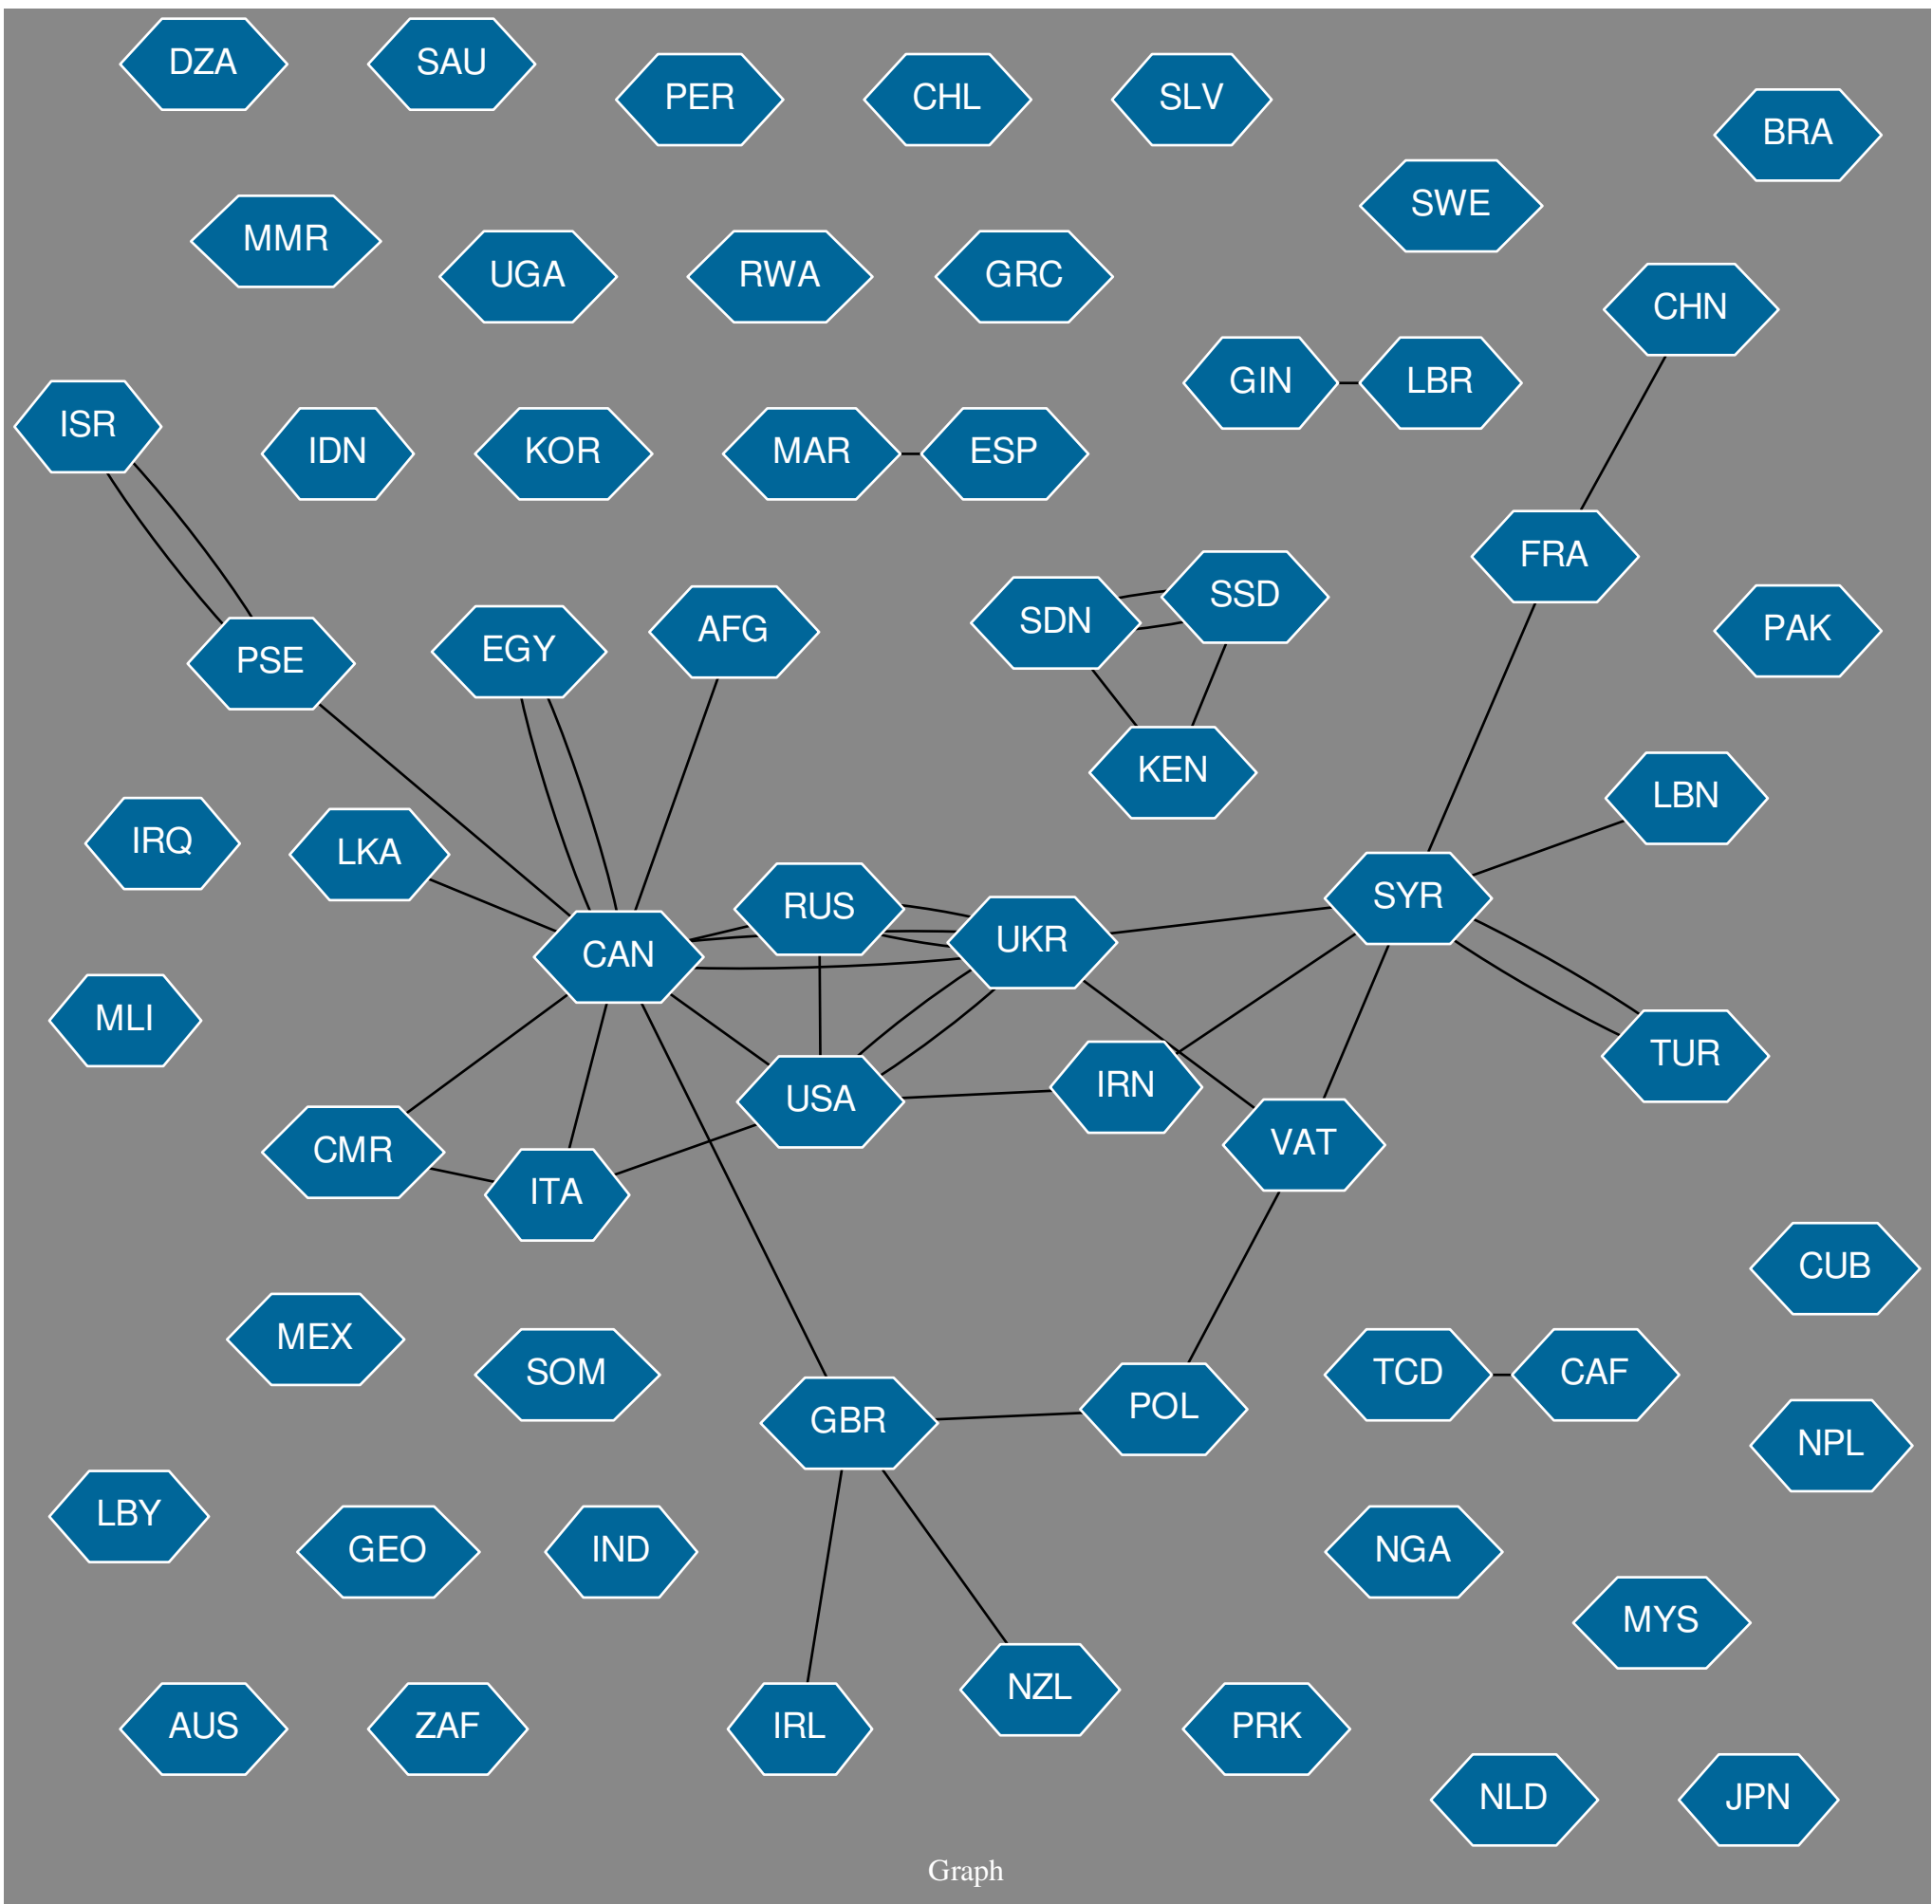 DZA
SAU
PER
CHL
SLV
BRA
SWE
MMR
UGA
RWA
GRC
CHN
GIN
LBR
ISR
IDN
KOR
MAR
ESP
FRA
SSD
SDN
AFG
PAK
EGY
PSE
KEN
LBN
IRQ
LKA
SYR
RUS
UKR
CAN
MLI
TUR
IRN
USA
VAT
CMR
ITA
CUB
MEX
SOM
TCD
CAF
POL
GBR
NPL
LBY
GEO
IND
NGA
MYS
NZL
AUS
ZAF
IRL
PRK
NLD
JPN
Graph